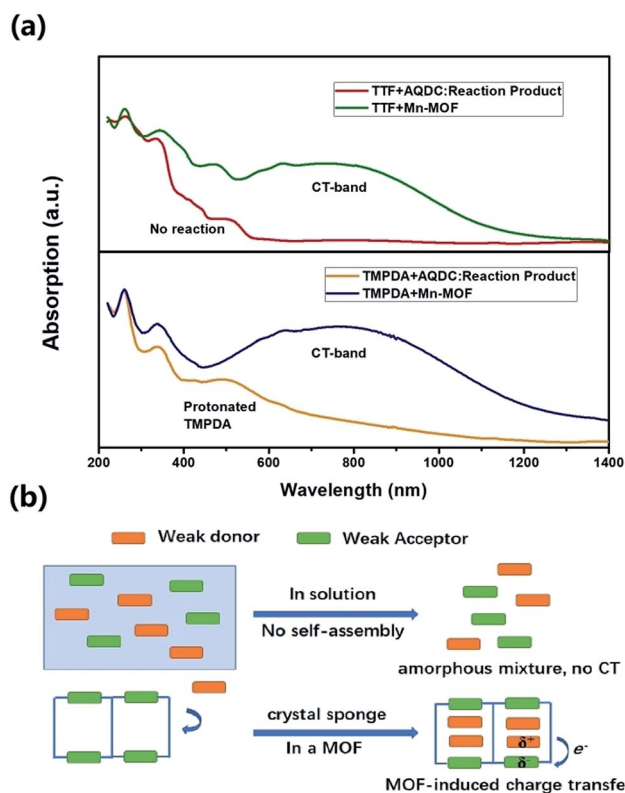 (a)
TTF+AQDC:Reaction Product
TTF+Mn-MOF
CT-band
No reaction
TMPDA+AQDC:Reaction Product
TMPDA+Mn-MOF
CT-band
Protonated
TMPDA
Absorption (a.u.)
200 400 600 800 1000 1200 1400
Wavelength (nm)
(b)
Weak donor Weak Acceptor
In solution
No self-assembly
amorphous mixture, no CT
crystal sponge
In a MOF
δ+
δ-
e-
MOF-induced charge transfe